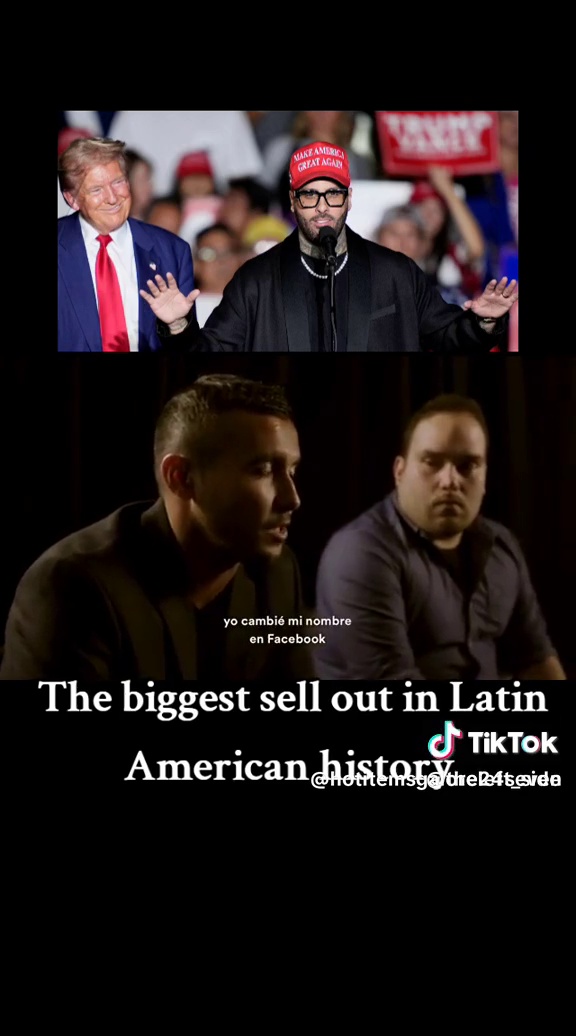 MAKE AMERICA
GREAT AGAIN
TRUMP
VANCE
yo cambié mi nombre
en Facebook
The biggest sell out in Latin
American history
TikTok